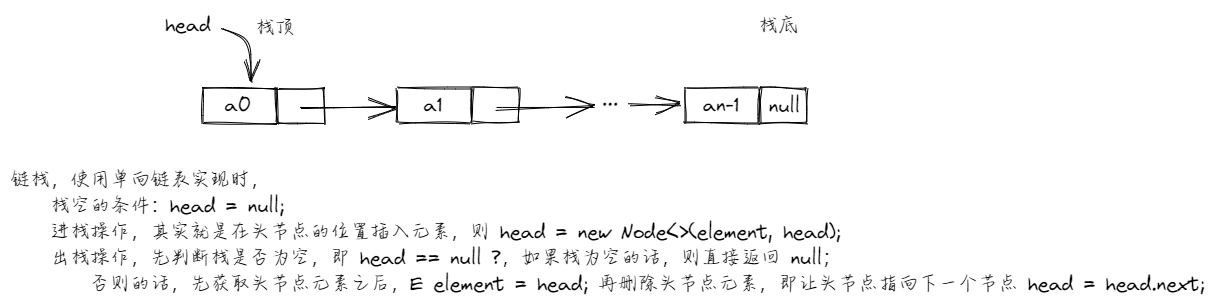 head 栈顶 栈底
a0 a1 ... an-1 null
链栈，使用单向链表实现时，
栈空的条件：head = null;
进栈操作，其实就是在头节点的位置插入元素，则 head = new Node<>(element, head);
出栈操作，先判断栈是否为空，即 head == null ?，如果栈为空的话，则直接返回 null;
否则的话，先获取头节点元素之后，E element = head; 再删除头节点元素，即让头节点指向下一个节点 head = head.next;